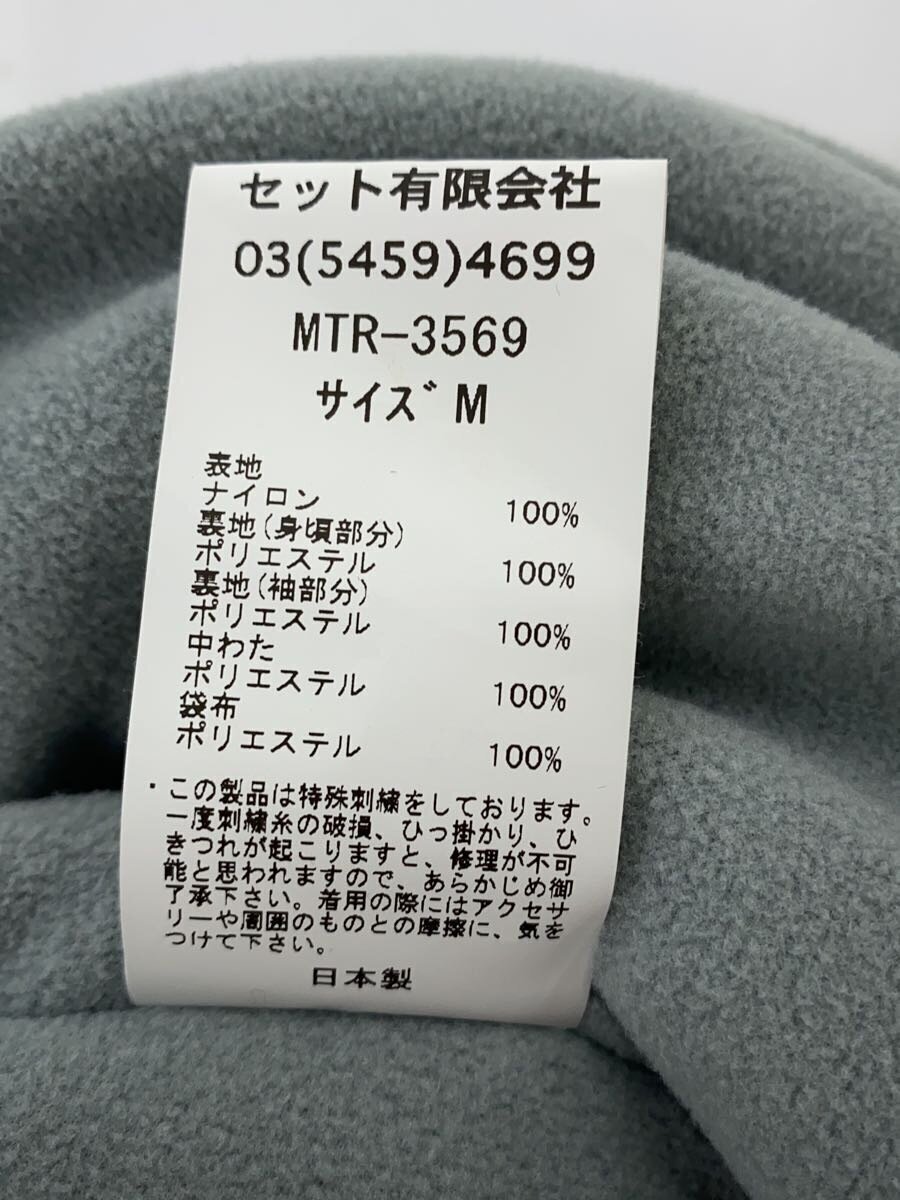 セット有限会社
03(5459)4699
MTR-3569
サイズ M
表地
ナイロン 100%
裏地(身頃部分)
ポリエステル 100%
裏地(袖部分)
ポリエステル 100%
中わた
ポリエステル 100%
袋布
ポリエステル 100%
・この製品は特殊刺繍をしております。
一度刺繍糸の破損、ひっ掛かり、ひ
きつれが起こりますと、修理が不可
能と思われますので、あらかじめ御
了承下さい。着用の際にはアクセサ
リーや周囲のものとの摩擦に、気を
つけて下さい。
日本製